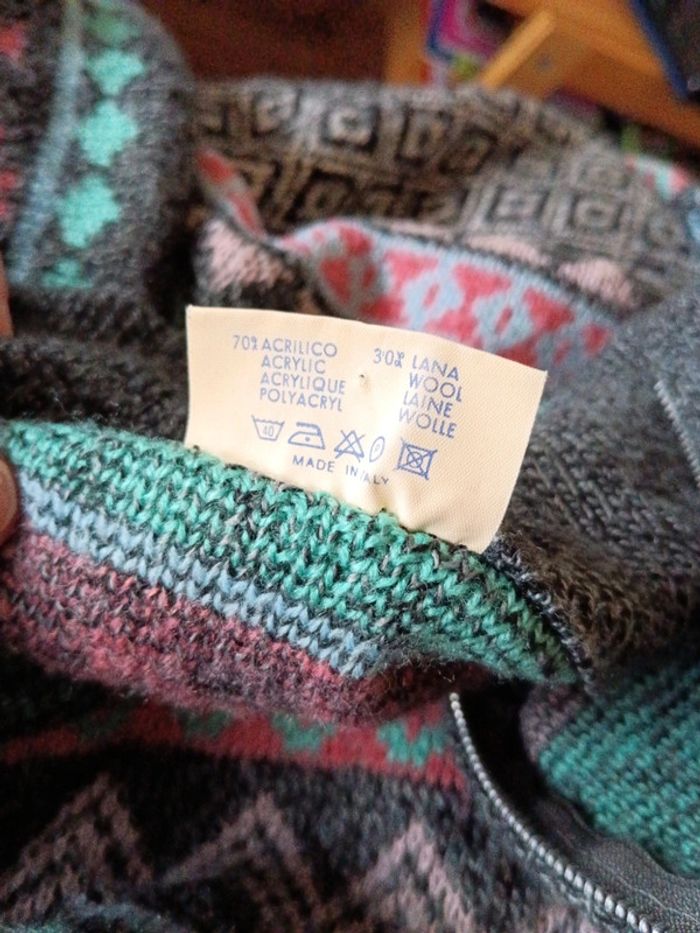 70% ACRILICO
ACRYLIC
ACRYLIQUE
POLYACRYL
30% LANA
WOOL
LAINE
WOLLE
40
MADE IN ITALY